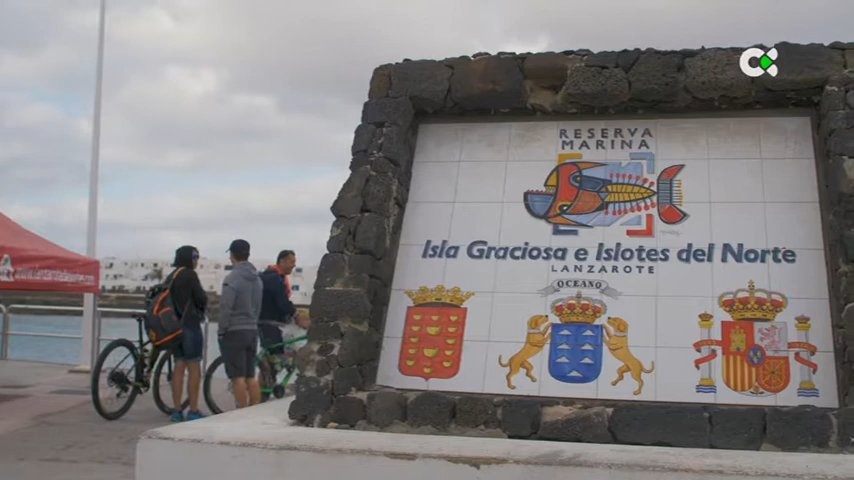 RESERVA
MARINA
Isla Graciosa e Islotes del Norte
LANZAROTE
OCEANO